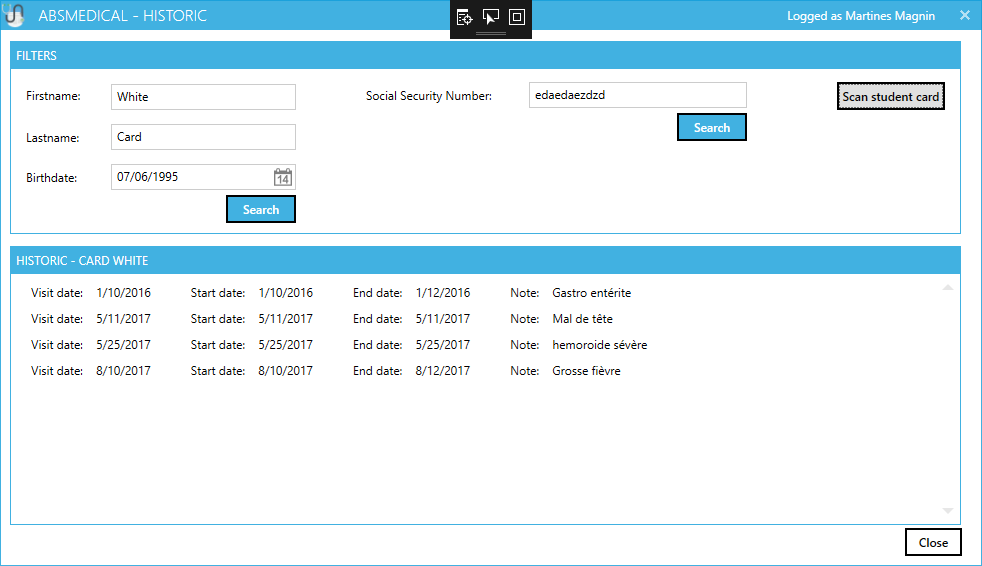 ABSMEDICAL - HISTORIC
Logged as Martines Magnin
FILTERS
Firstname: White
Social Security Number: edaedaezdzd
Scan student card
Search
Lastname: Card
Birthdate: 07/06/1995 14
Search
HISTORIC - CARD WHITE
Visit date: 1/10/2016 Start date: 1/10/2016 End date: 1/12/2016 Note: Gastro entérite
Visit date: 5/11/2017 Start date: 5/11/2017 End date: 5/11/2017 Note: Mal de tête
Visit date: 5/25/2017 Start date: 5/25/2017 End date: 5/25/2017 Note: hemoroide sévère
Visit date: 8/10/2017 Start date: 8/10/2017 End date: 8/12/2017 Note: Grosse fièvre
Close